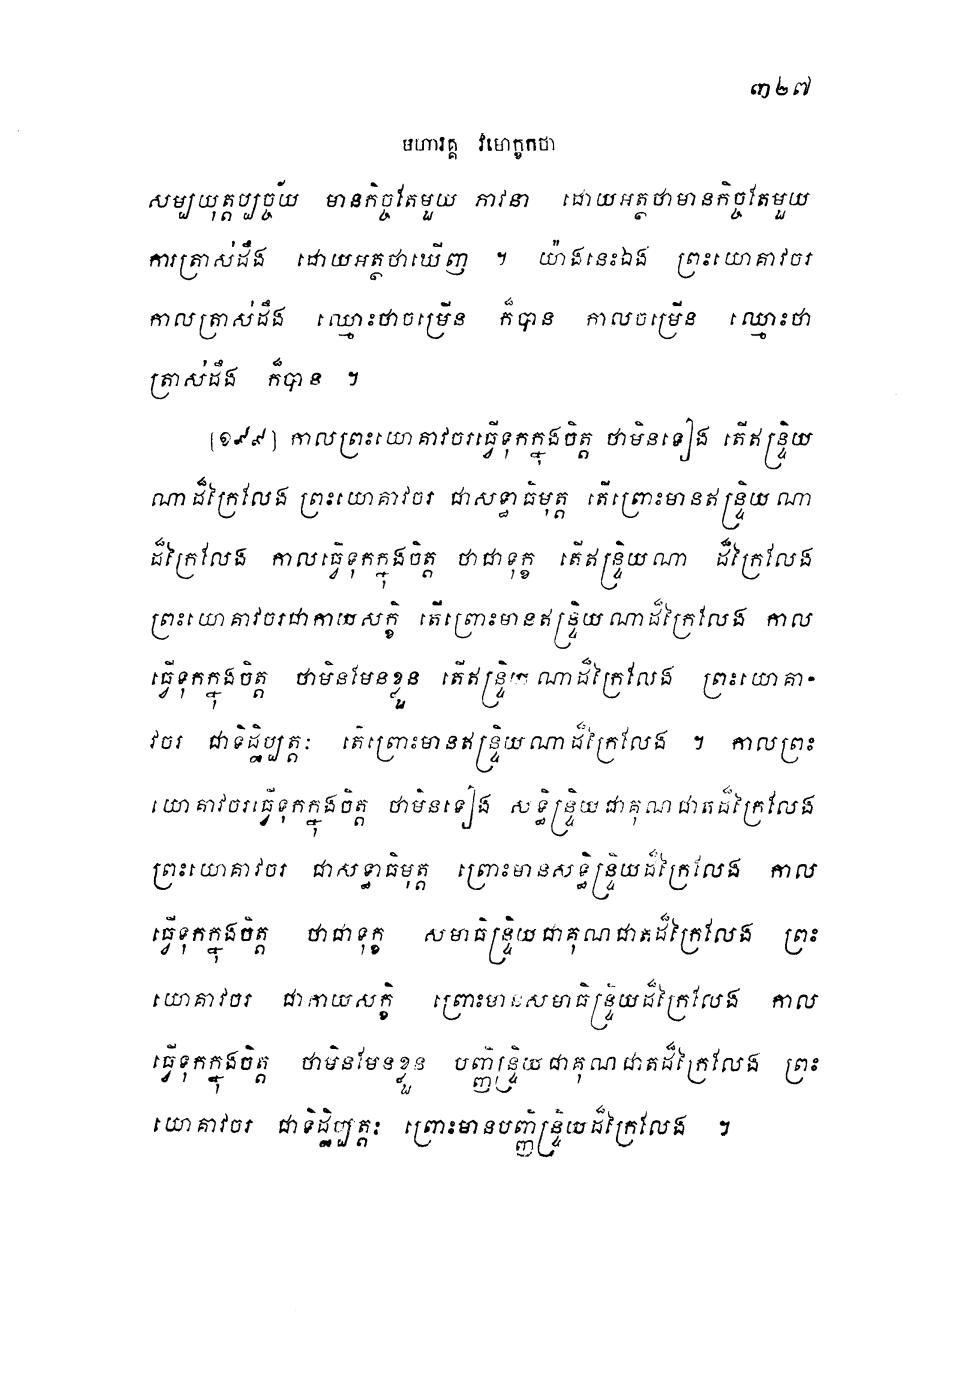 ៣២៧
មហាវគ្គ វិមោក្ខកថា
សម្បយុត្តប្បច្ច័យ មានកិច្ចតែមួយ ភាវនា ដោយអត្ថថាមានកិច្ចតែមួយ
ការត្រាស់ដឹង ដោយអត្ថថាឃើញ ។ យ៉ាងនេះឯង ព្រះយោគាវចរ
កាលត្រាស់ដឹង ឈ្មោះថាចម្រើន ក៏បាន កាលចម្រើន ឈ្មោះថា
ត្រាស់ដឹង ក៏បាន ។
[១៩៩] កាលព្រះយោគាវចរធ្វើទុកក្នុងចិត្ត ថាមិនទៀង តើឥន្ទ្រិយ
ណាដ៏ក្រៃលែង ព្រះយោគាវចរ ជាសទ្ធាធិមុត្ត តើព្រោះមានឥន្ទ្រិយណា
ដ៏ក្រៃលែង កាលធ្វើទុកក្នុងចិត្ត ថាជាទុក្ខ តើឥន្ទ្រិយណា ដ៏ក្រៃលែង
ព្រះយោគាវចរជាកាយសក្ខិ តើព្រោះមានឥន្ទ្រិយណាដ៏ក្រៃលែង កាល
ធ្វើទុកក្នុងចិត្ត ថាមិនមែនខ្លួន តើឥន្ទ្រិយណាដ៏ក្រៃលែង ព្រះយោគា-
វចរ ជាទិដ្ឋិប្បត្តៈ តើព្រោះមានឥន្ទ្រិយណាដ៏ក្រៃលែង ។ កាលព្រះ
យោគាវចរធ្វើទុកក្នុងចិត្ត ថាមិនទៀង សទ្ធិន្ទ្រិយជាគុណជាតដ៏ក្រៃលែង
ព្រះយោគាវចរ ជាសទ្ធាធិមុត្ត ព្រោះមានសទ្ធិន្ទ្រិយដ៏ក្រៃលែង កាល
ធ្វើទុកក្នុងចិត្ត ថាជាទុក្ខ សមាធិន្ទ្រិយជាគុណជាតដ៏ក្រៃលែង ព្រះ
យោគាវចរ ជាកាយសក្ខិ ព្រោះមានសមាធិន្ទ្រិយដ៏ក្រៃលែង កាល
ធ្វើទុកក្នុងចិត្ត ថាមិនមែនខ្លួន បញ្ញិន្ទ្រិយជាគុណជាតដ៏ក្រៃលែង ព្រះ
យោគាវចរ ជាទិដ្ឋិប្បត្តៈ ព្រោះមានបញ្ញិន្ទ្រិយដ៏ក្រៃលែង ។